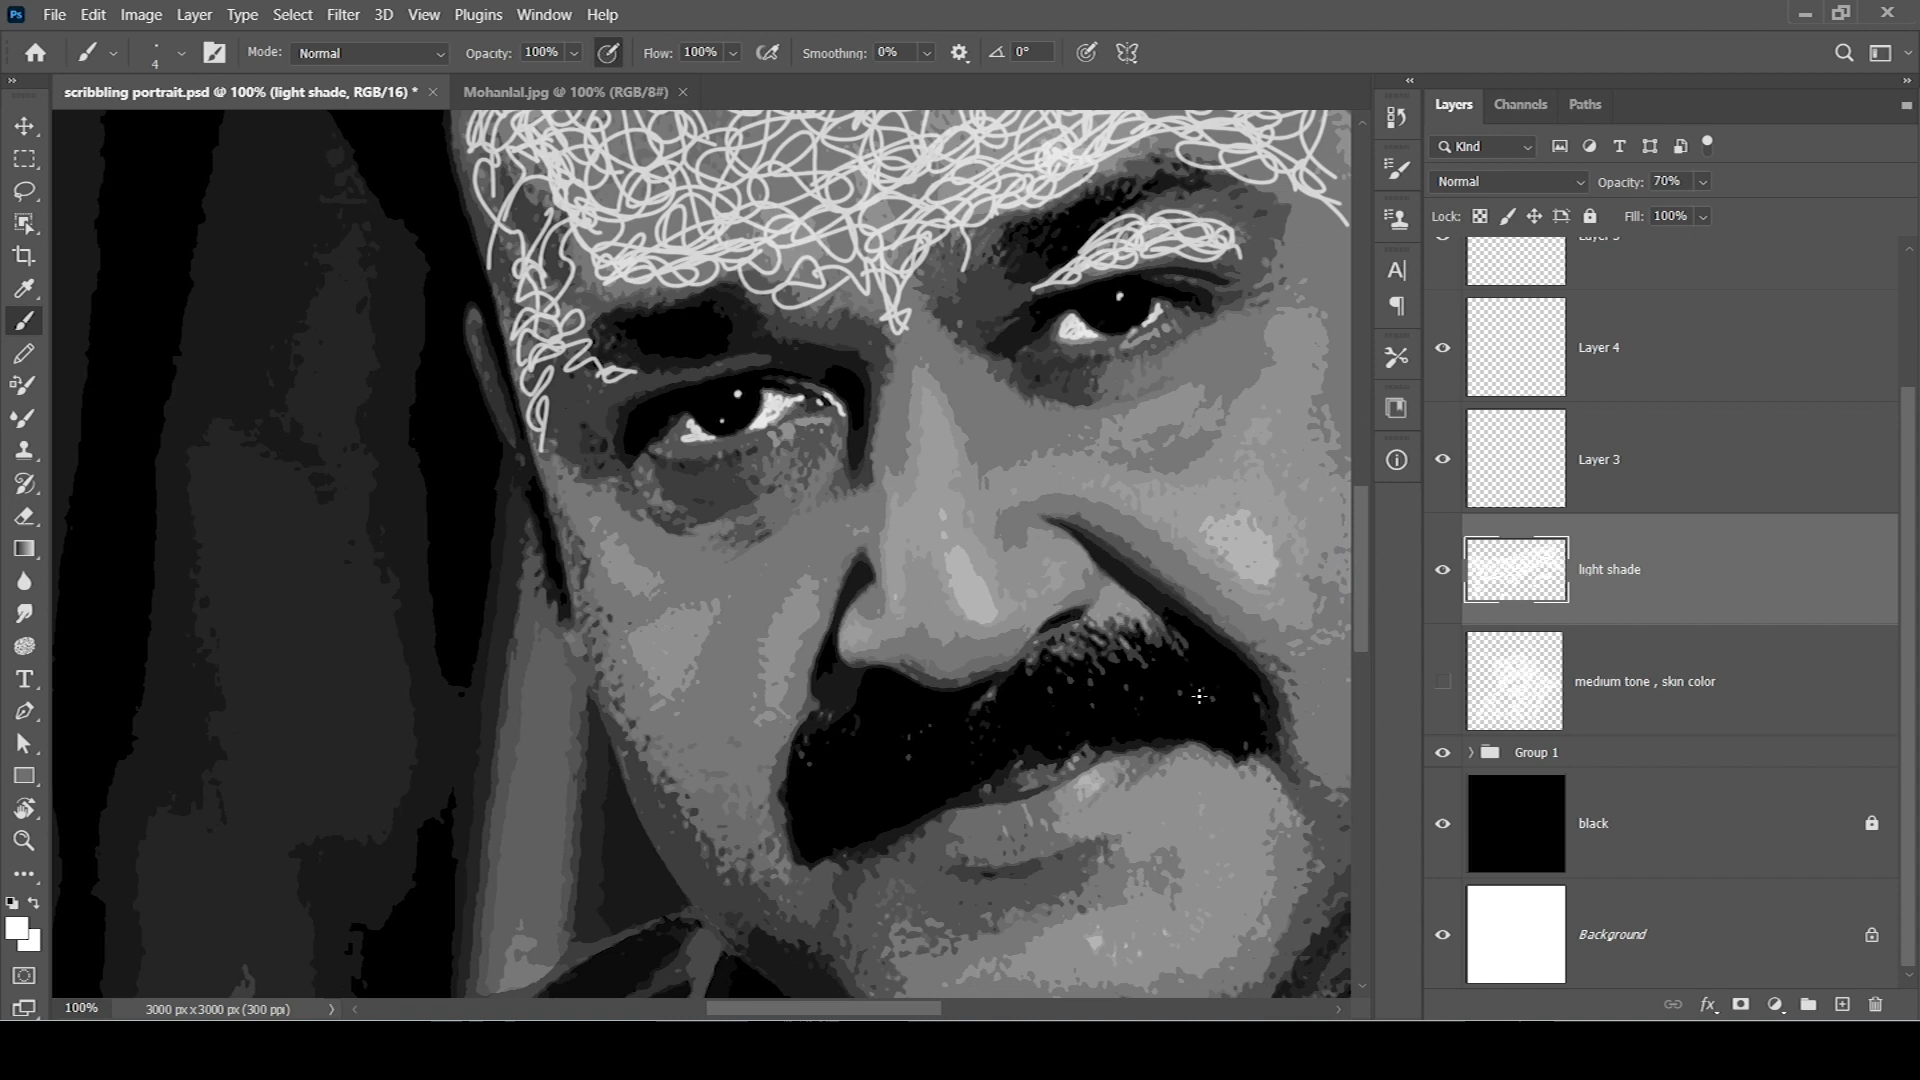 Ps File Edit Image Layer Type Select Filter 3D View Plugins Window Help
4 Mode: Normal Opacity: 100% Flow: 100% Smoothing: 0% 0°
scribbling portrait.psd @ 100% (light shade, RGB/16) * Mohanlal.jpg @ 100% (RGB/8#)
Layers Channels Paths
Kind
Normal Opacity: 70%
Lock: Fill: 100%
Layer 4
Layer 3
light shade
medium tone , skin color
Group 1
black
Background
100% 3000 px x 3000 px (300 ppi)